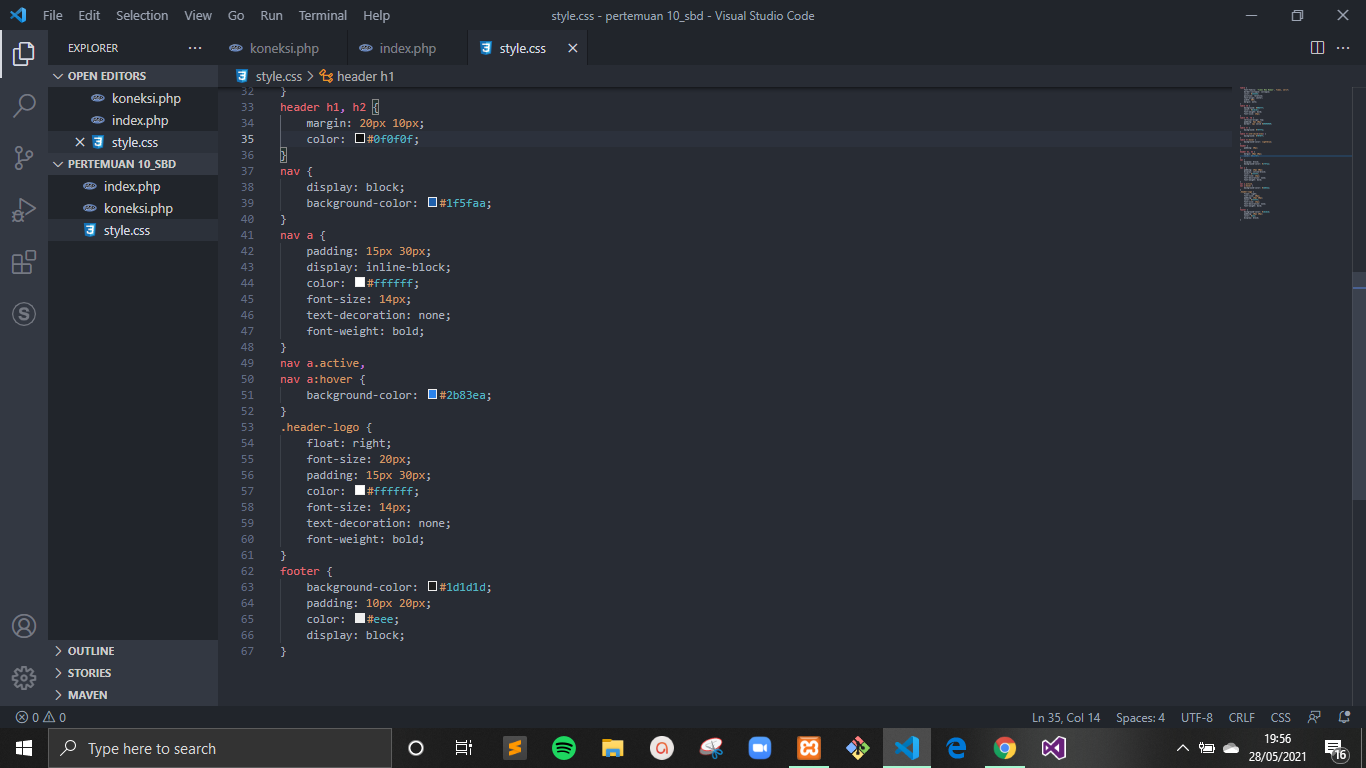 File Edit Selection View Go Run Terminal Help
style.css - pertemuan 10_sbd - Visual Studio Code
EXPLORER
OPEN EDITORS
koneksi.php
index.php
style.css
PERTEMUAN 10_SBD
index.php
koneksi.php
style.css
OUTLINE
STORIES
MAVEN
koneksi.php index.php style.css
style.css > header h1
32 }
33 header h1, h2 {
34 margin: 20px 10px;
35 color: #0f0f0f;
36 }
37 nav {
38 display: block;
39 background-color: #1f5faa;
40 }
41 nav a {
42 padding: 15px 30px;
43 display: inline-block;
44 color: #ffffff;
45 font-size: 14px;
46 text-decoration: none;
47 font-weight: bold;
48 }
49 nav a.active,
50 nav a:hover {
51 background-color: #2b83ea;
52 }
53 .header-logo {
54 float: right;
55 font-size: 20px;
56 padding: 15px 30px;
57 color: #ffffff;
58 font-size: 14px;
59 text-decoration: none;
60 font-weight: bold;
61 }
62 footer {
63 background-color: #1d1d1d;
64 padding: 10px 20px;
65 color: #eee;
66 display: block;
67 }
0 0
Ln 35, Col 14 Spaces: 4 UTF-8 CRLF CSS
Type here to search
19:56
28/05/2021
16